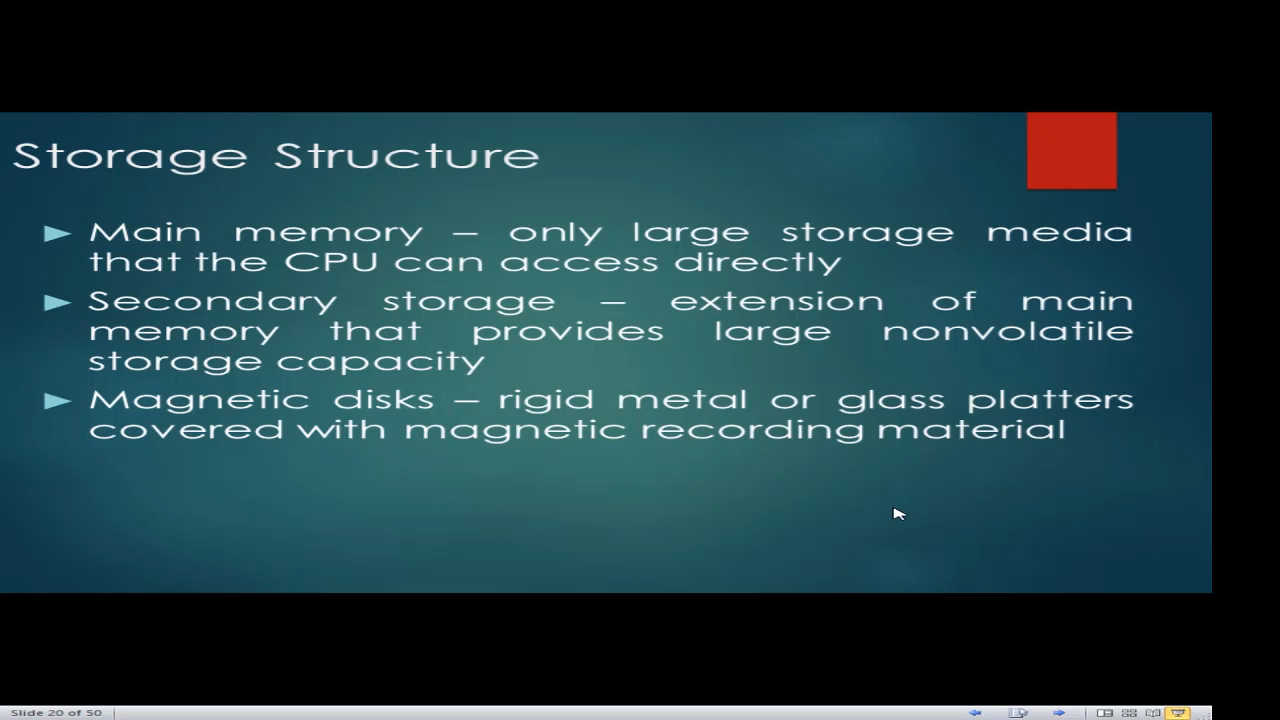 Storage Structure
Main memory – only large storage media
that the CPU can access directly
Secondary storage – extension of main
memory that provides large nonvolatile
storage capacity
Magnetic disks – rigid metal or glass platters
covered with magnetic recording material
Slide 20 of 50